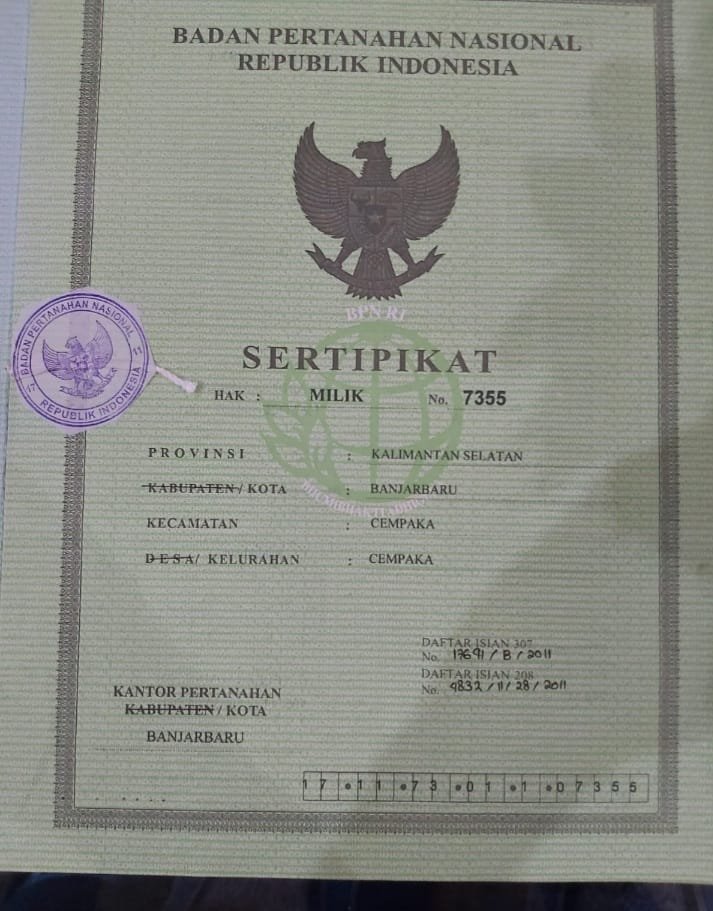 BADAN PERTANAHAN NASIONAL
REPUBLIK INDONESIA
BPN RI
BADAN PERTANAHAN NASIONAL
REPUBLIK INDONESIA
SERTIPIKAT
HAK : MILIK No. 7355
PROVINSI : KALIMANTAN SELATAN
KABUPATEN / KOTA : BANJARBARU
KECAMATAN : CEMPAKA
DESA / KELURAHAN : CEMPAKA
DAFTAR ISIAN 307
No. 17691 / B / 2011
DAFTAR ISIAN 208
No. 4832 / 11 / 28 / 2011
KANTOR PERTANAHAN
KABUPATEN / KOTA
BANJARBARU
17.11.73.01.1.07355